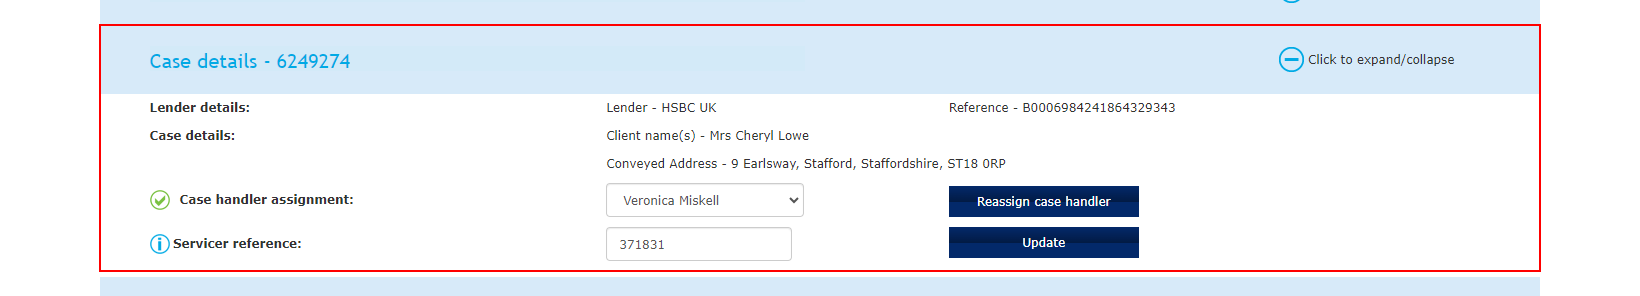 Case details - 6249274
Click to expand/collapse
Lender details: Lender - HSBC UK Reference - B0006984241864329343
Case details: Client name(s) - Mrs Cheryl Lowe
Conveyed Address - 9 Earlsway, Stafford, Staffordshire, ST18 0RP
Case handler assignment: Veronica Miskell Reassign case handler
Servicer reference: 371831 Update